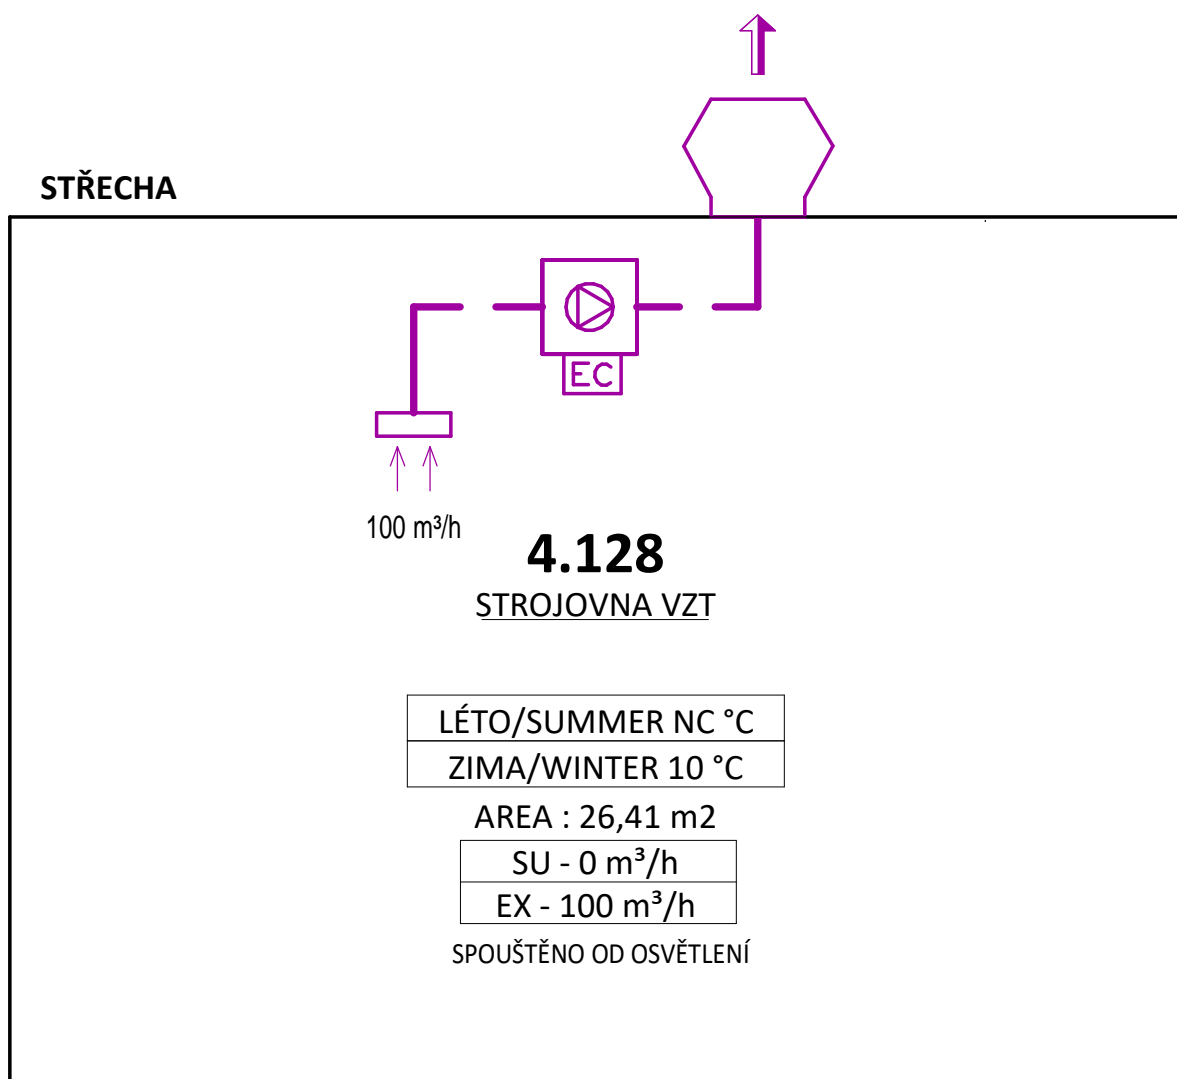 STŘECHA
EC
100 m³/h
4.128
STROJOVNA VZT
LÉTO/SUMMER NC °C
ZIMA/WINTER 10 °C
AREA : 26,41 m2
SU - 0 m³/h
EX - 100 m³/h
SPOUŠTĚNO OD OSVĚTLENÍ